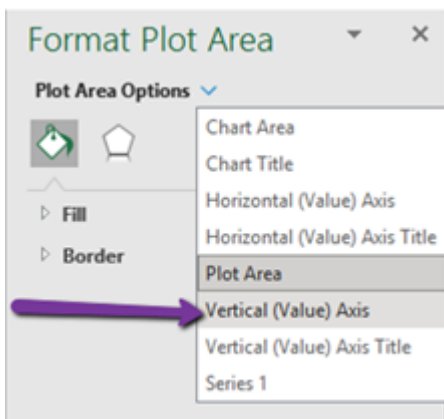 Format Plot Area
Plot Area Options
Chart Area
Chart Title
Horizontal (Value) Axis
Horizontal (Value) Axis Title
Fill
Border
Plot Area
Vertical (Value) Axis
Vertical (Value) Axis Title
Series 1